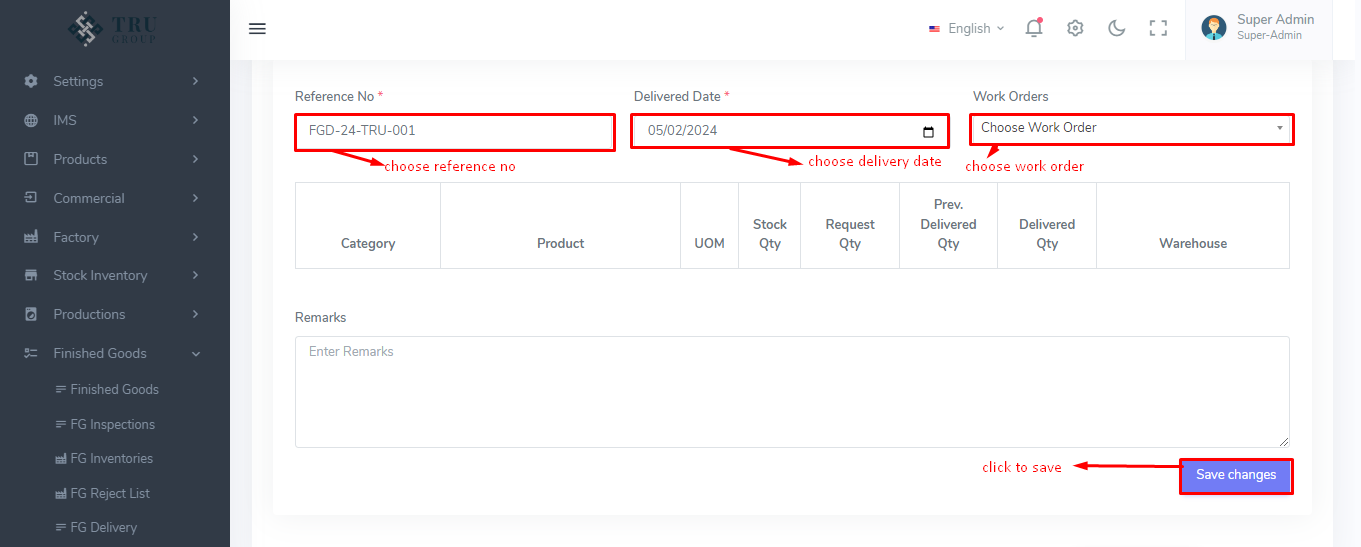 TRU
GROUP
English
Super Admin
Super-Admin
Settings
IMS
Products
Commercial
Factory
Stock Inventory
Productions
Finished Goods
Finished Goods
FG Inspections
FG Inventories
FG Reject List
FG Delivery
Reference No *
Delivered Date *
Work Orders
FGD-24-TRU-001
05/02/2024
Choose Work Order
choose reference no
choose delivery date
choose work order
Category
Product
UOM
Stock
Qty
Request
Qty
Prev.
Delivered
Qty
Delivered
Qty
Warehouse
Remarks
Enter Remarks
click to save
Save changes